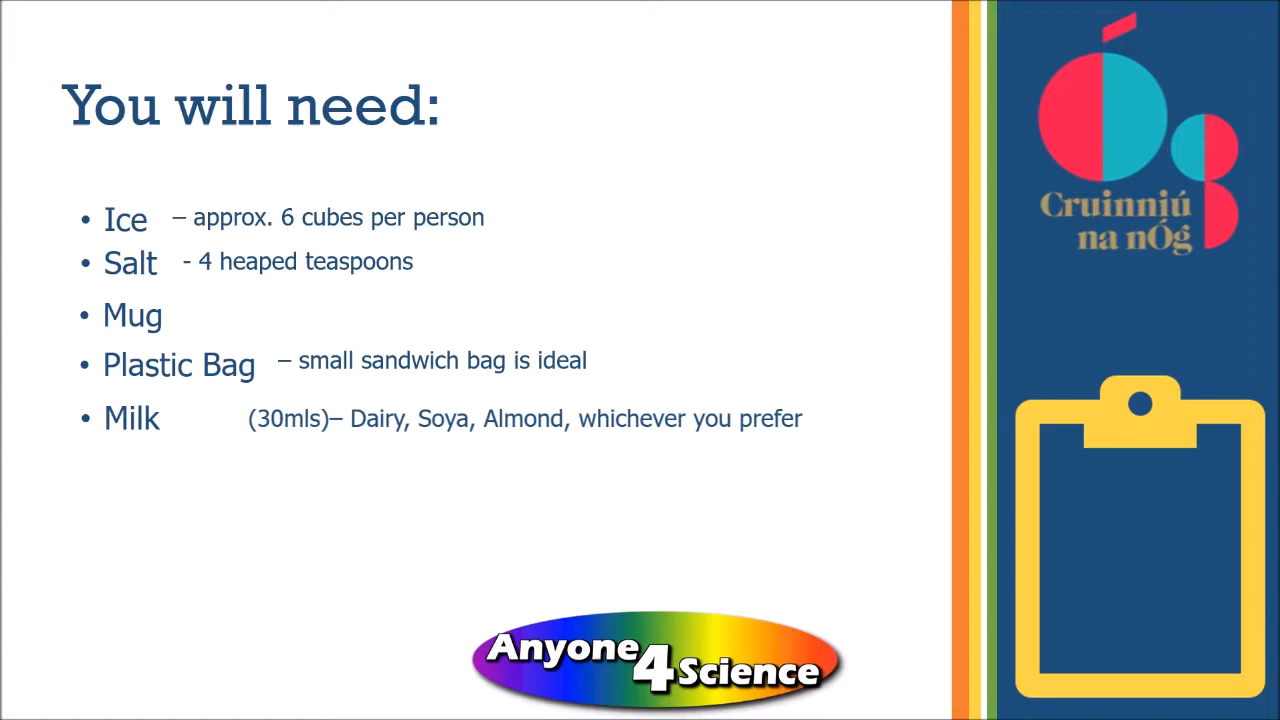 You will need:
• Ice – approx. 6 cubes per person
• Salt - 4 heaped teaspoons
• Mug
• Plastic Bag – small sandwich bag is ideal
• Milk (30mls)– Dairy, Soya, Almond, whichever you prefer
Cruinniú
na nÓg
Anyone
4 Science